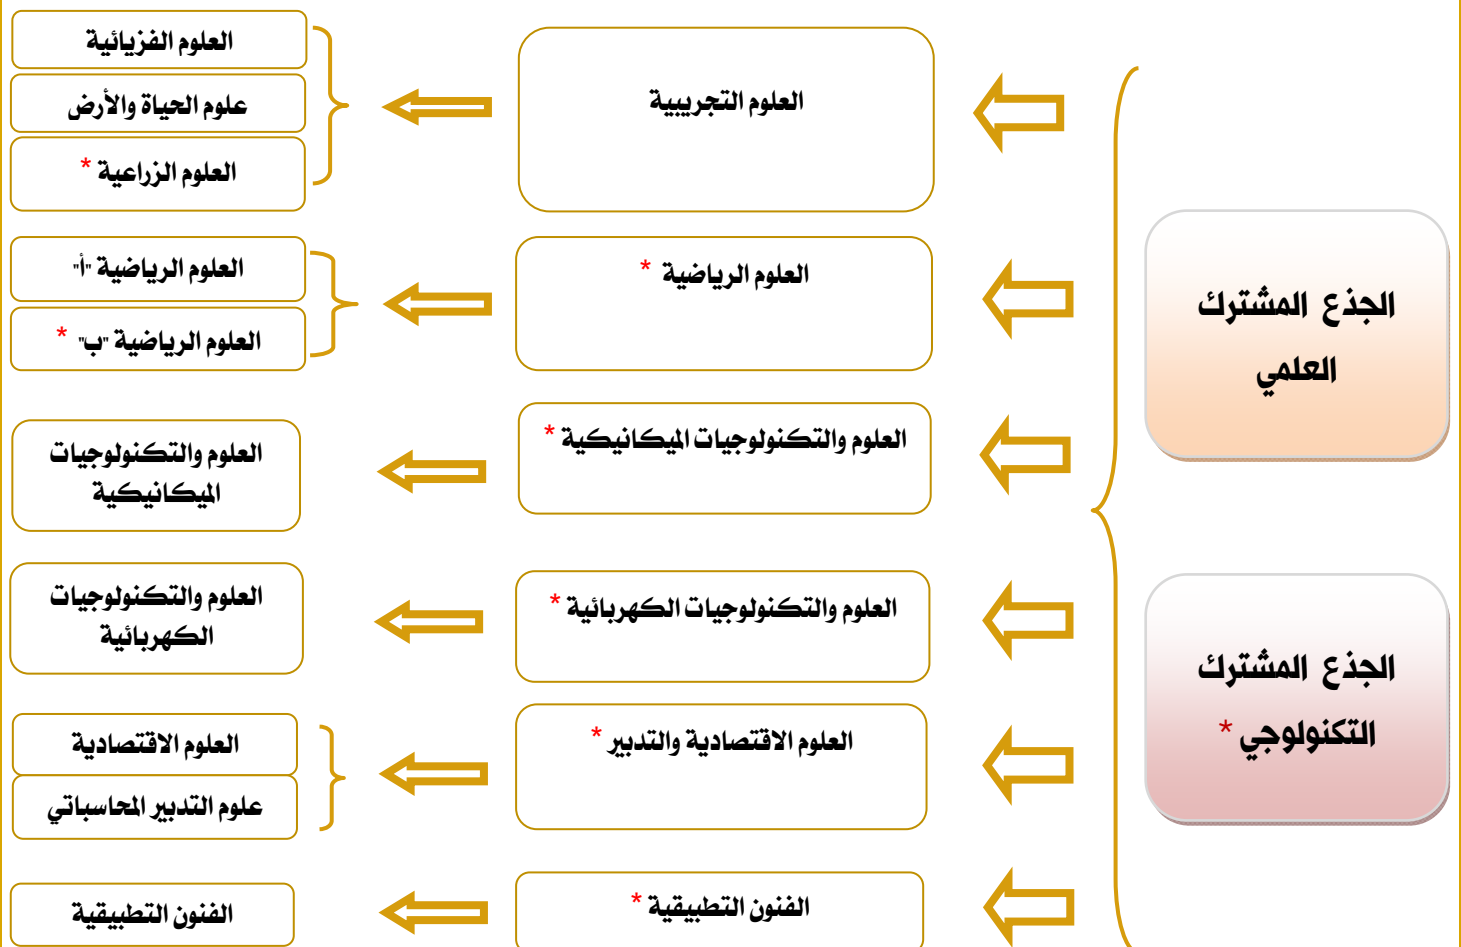 الجذع المشترك
العلمي
الجذع المشترك
التكنولوجي *
العلوم التجريبية
العلوم الفزيائية
علوم الحياة والأرض
العلوم الزراعية *
العلوم الرياضية *
العلوم الرياضية "أ"
العلوم الرياضية "ب" *
العلوم والتكنولوجيات الميكانيكية *
العلوم والتكنولوجيات
الميكانيكية
العلوم والتكنولوجيات الكهربائية *
العلوم والتكنولوجيات
الكهربائية
العلوم الاقتصادية والتدبير *
العلوم الاقتصادية
علوم التدبير المحاسباتي
الفنون التطبيقية *
الفنون التطبيقية